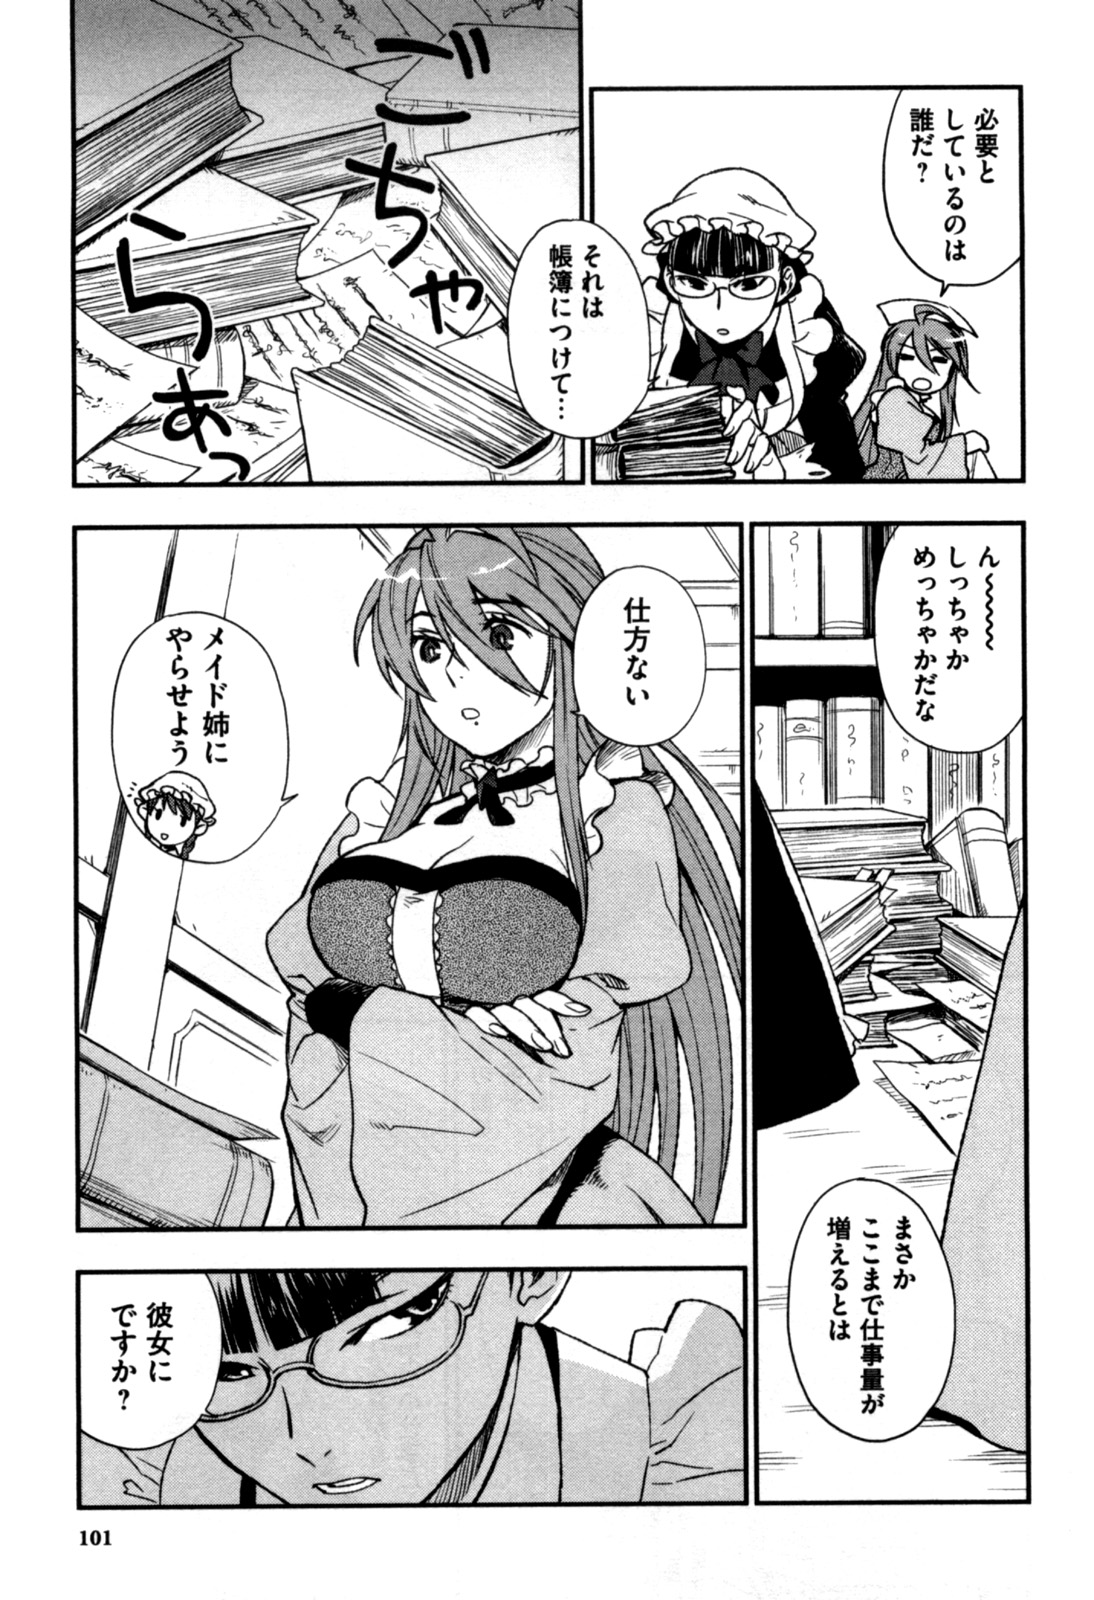 必要と
しているのは
誰だ?
それは
帳簿につけて…
ごちゃらあっ
ん〜〜〜〜
しっちゃか
めっちゃかだな
まさか
ここまで仕事量が
増えるとは
仕方ない
メイド姉に
やらせよう
彼女に
ですか?
101